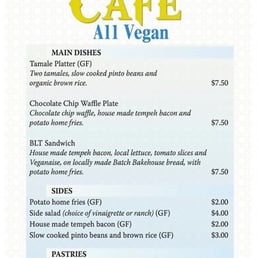 CAFE
All Vegan
MAIN DISHES
Tamale Platter (GF)
Two tamales, slow cooked pinto beans and
organic brown rice. $7.50
Chocolate Chip Waffle Plate
Chocolate chip waffle, house made tempeh bacon and
potato home fries. $7.50
BLT Sandwich
House made tempeh bacon, local lettuce, tomato slices and
Veganaise, on locally made Batch Bakehouse bread, with
potato home fries. $7.50
SIDES
Potato home fries (GF) $2.00
Side salad (choice of vinaigrette or ranch) (GF) $4.00
House made tempeh bacon (GF) $2.00
Slow cooked pinto beans and brown rice (GF) $3.00
PASTRIES